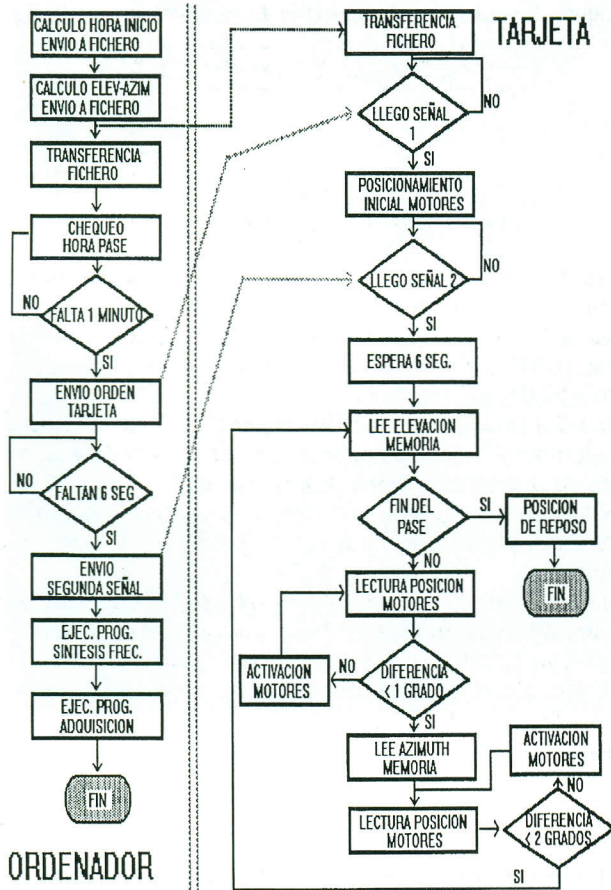 CALCULO HORA INICIO
ENVIO A FICHERO
CALCULO ELEV-AZIM
ENVIO A FICHERO
TRANSFERENCIA
FICHERO
CHEQUEO
HORA PASE
NO
FALTA 1 MINUTO
SI
ENVIO ORDEN
TARJETA
NO
FALTAN 6 SEG
SI
ENVIO
SEGUNDA SEÑAL
EJEC. PROG.
SINTESIS FREC.
EJEC. PROG.
ADQUISICION
FIN
ORDENADOR
TARJETA
TRANSFERENCIA
FICHERO
NO
LLEGO SEÑAL
1
SI
POSICIONAMIENTO
INICIAL MOTORES
NO
LLEGO SEÑAL 2
SI
ESPERA 6 SEG.
LEE ELEVACION
MEMORIA
FIN DEL
PASE
SI
POSICION
DE REPOSO
FIN
NO
LECTURA POSICION
MOTORES
ACTIVACION
MOTORES
NO
DIFERENCIA
< 1 GRADO
SI
LEE AZIMUTH
MEMORIA
ACTIVACION
MOTORES
NO
LECTURA POSICION
MOTORES
DIFERENCIA
< 2 GRADOS
SI